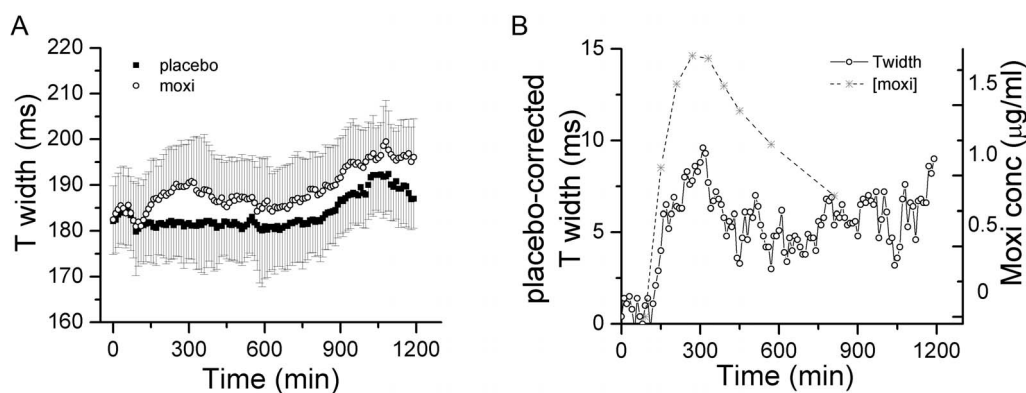 A
220
210
200
190
180
170
160
T width (ms)
placebo
moxi
0
300
600
900
1200
Time (min)
B
15
10
5
0
placebo-corrected
T width (ms)
Twidth
[moxi]
1.5
1.0
0.5
0
Moxi conc (μg/ml)
0
300
600
900
1200
Time (min)